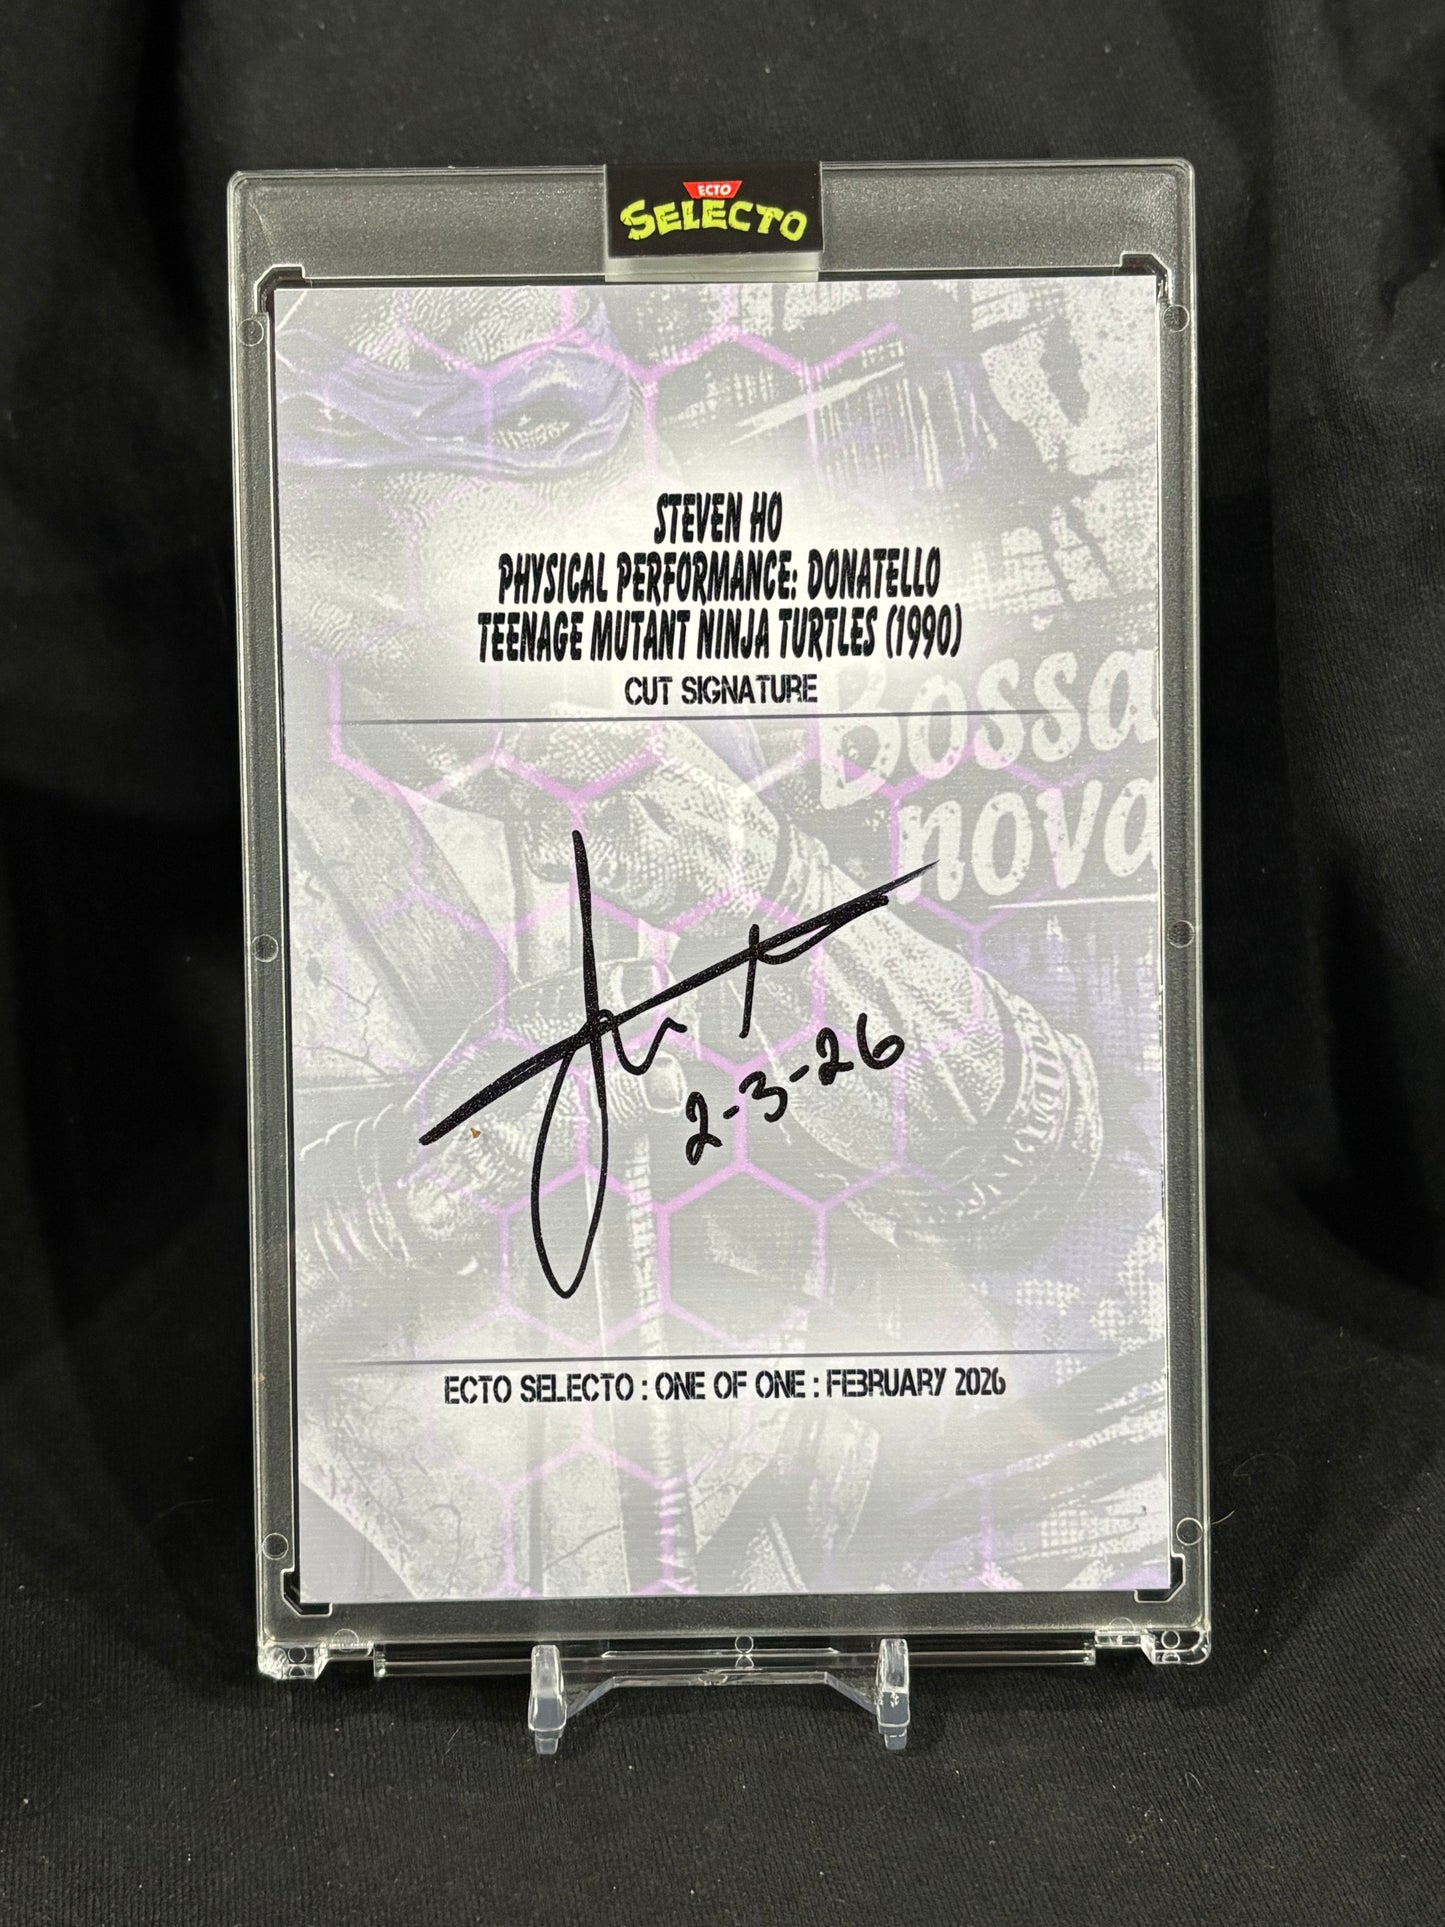 ECTO
SELECTO
STEVEN HO
PHYSICAL PERFORMANCE: DONATELLO
TEENAGE MUTANT NINJA TURTLES (1990)
CUT SIGNATURE
Bossa
nova
2-3-26
ECTO SELECTO : ONE OF ONE : FEBRUARY 2026